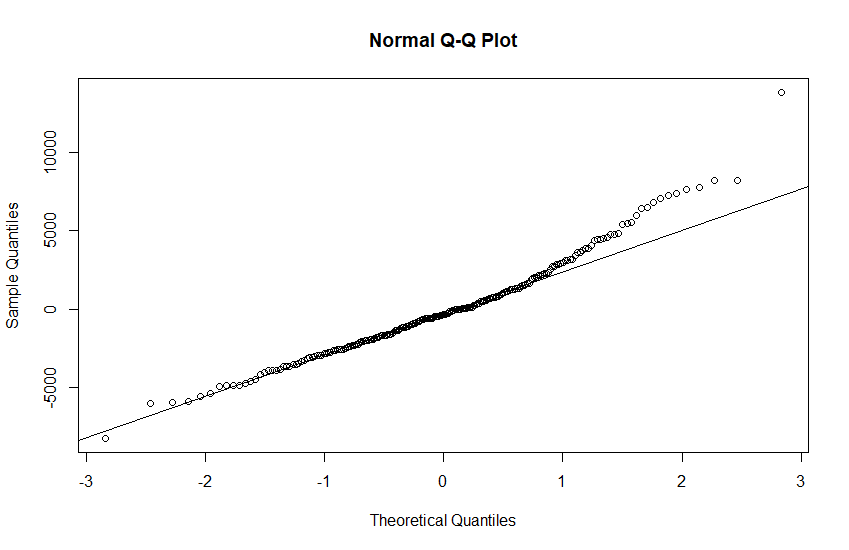 Normal Q-Q Plot
Sample Quantiles
10000
5000
0
-5000
-3 -2 -1 0 1 2 3
Theoretical Quantiles